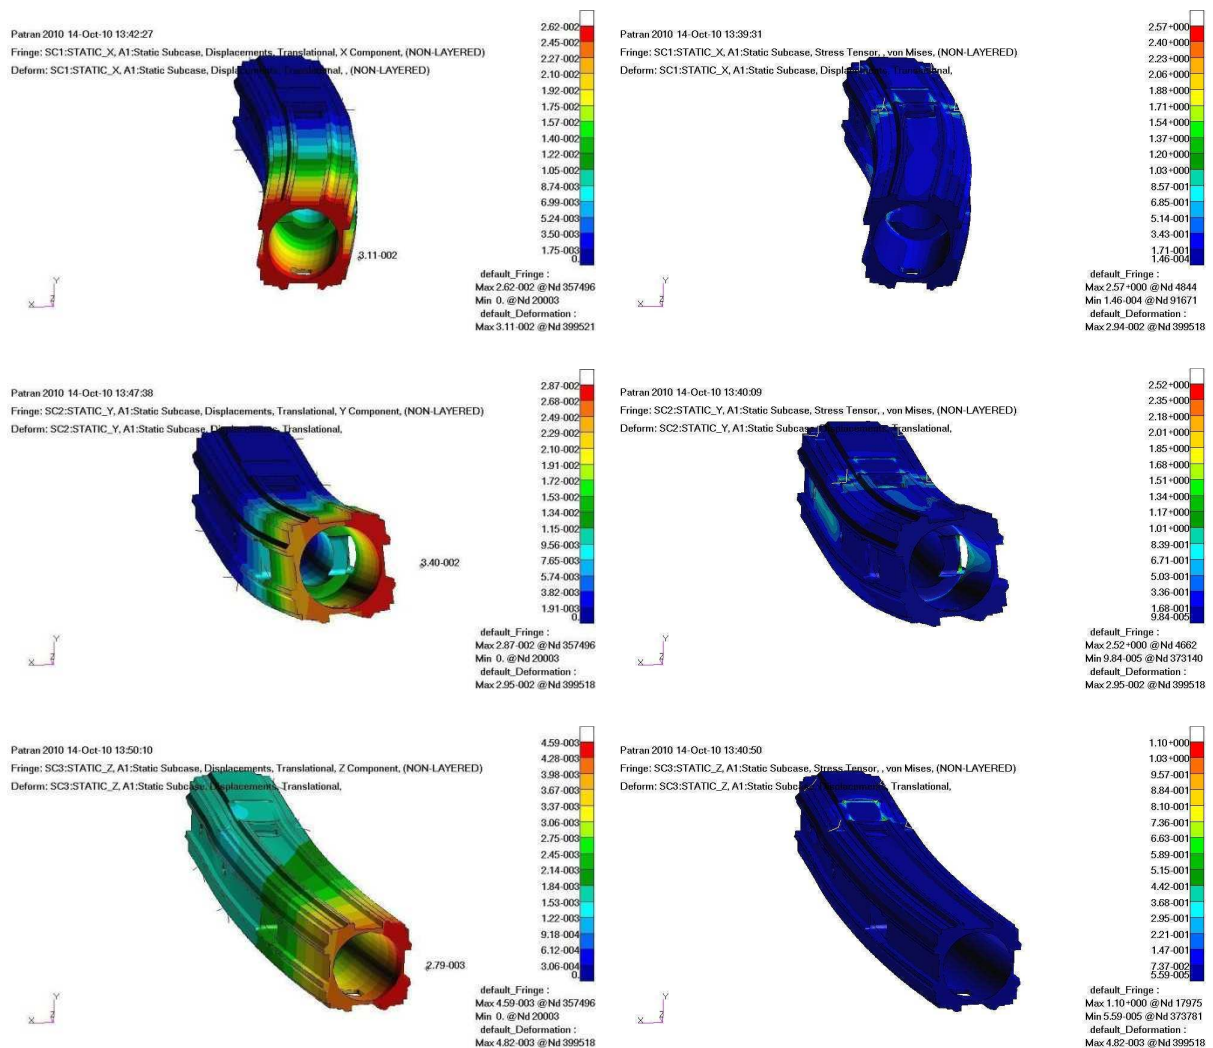 Patran 2010 14-Oct-10 13:42:27
Fringe: SC1:STATIC_X, A1:Static Subcase, Displacements, Translational, X Component, (NON-LAYERED)
Deform: SC1:STATIC_X, A1:Static Subcase, Displacements, Translational, , (NON-LAYERED)
2.62-002
2.45-002
2.27-002
2.10-002
1.92-002
1.75-002
1.57-002
1.40-002
1.22-002
1.05-002
8.74-003
6.99-003
5.24-003
3.50-003
1.75-003
0.
3.11-002
default_Fringe :
Max 2.62-002 @Nd 357496
Min 0. @Nd 20003
default_Deformation :
Max 3.11-002 @Nd 399521
Y
X
Z
Patran 2010 14-Oct-10 13:39:31
Fringe: SC1:STATIC_X, A1:Static Subcase, Stress Tensor, , von Mises, (NON-LAYERED)
Deform: SC1:STATIC_X, A1:Static Subcase, Displacements, Translational,
2.57+000
2.40+000
2.23+000
2.06+000
1.88+000
1.71+000
1.54+000
1.37+000
1.20+000
1.03+000
8.57-001
6.85-001
5.14-001
3.43-001
1.71-001
1.46-004
default_Fringe :
Max 2.57+000 @Nd 4844
Min 1.46-004 @Nd 91671
default_Deformation :
Max 2.94-002 @Nd 399518
Y
X
Z
Patran 2010 14-Oct-10 13:47:38
Fringe: SC2:STATIC_Y, A1:Static Subcase, Displacements, Translational, Y Component, (NON-LAYERED)
Deform: SC2:STATIC_Y, A1:Static Subcase, Displacements, Translational,
2.87-002
2.68-002
2.49-002
2.29-002
2.10-002
1.91-002
1.72-002
1.53-002
1.34-002
1.15-002
9.56-003
7.65-003
5.74-003
3.82-003
1.91-003
0.
3.40-002
default_Fringe :
Max 2.87-002 @Nd 357496
Min 0. @Nd 20003
default_Deformation :
Max 2.95-002 @Nd 399518
Y
X
Z
Patran 2010 14-Oct-10 13:40:09
Fringe: SC2:STATIC_Y, A1:Static Subcase, Stress Tensor, , von Mises, (NON-LAYERED)
Deform: SC2:STATIC_Y, A1:Static Subcase, Displacements, Translational,
2.52+000
2.35+000
2.18+000
2.01+000
1.85+000
1.68+000
1.51+000
1.34+000
1.17+000
1.01+000
8.39-001
6.71-001
5.03-001
3.36-001
1.68-001
9.84-005
default_Fringe :
Max 2.52+000 @Nd 4662
Min 9.84-005 @Nd 373140
default_Deformation :
Max 2.95-002 @Nd 399518
Y
X
Z
Patran 2010 14-Oct-10 13:50:10
Fringe: SC3:STATIC_Z, A1:Static Subcase, Displacements, Translational, Z Component, (NON-LAYERED)
Deform: SC3:STATIC_Z, A1:Static Subcase, Displacements, Translational,
4.59-003
4.28-003
3.98-003
3.67-003
3.37-003
3.06-003
2.75-003
2.45-003
2.14-003
1.84-003
1.53-003
1.22-003
9.18-004
6.12-004
3.06-004
0.
2.79-003
default_Fringe :
Max 4.59-003 @Nd 357496
Min 0. @Nd 20003
default_Deformation :
Max 4.82-003 @Nd 399518
Y
X
Z
Patran 2010 14-Oct-10 13:40:50
Fringe: SC3:STATIC_Z, A1:Static Subcase, Stress Tensor, , von Mises, (NON-LAYERED)
Deform: SC3:STATIC_Z, A1:Static Subcase, Displacements, Translational,
1.10+000
1.03+000
9.57-001
8.84-001
8.10-001
7.36-001
6.63-001
5.89-001
5.15-001
4.42-001
3.68-001
2.95-001
2.21-001
1.47-001
7.37-002
5.59-005
default_Fringe :
Max 1.10+000 @Nd 17975
Min 5.59-005 @Nd 373781
default_Deformation :
Max 4.82-003 @Nd 399518
Y
X
Z